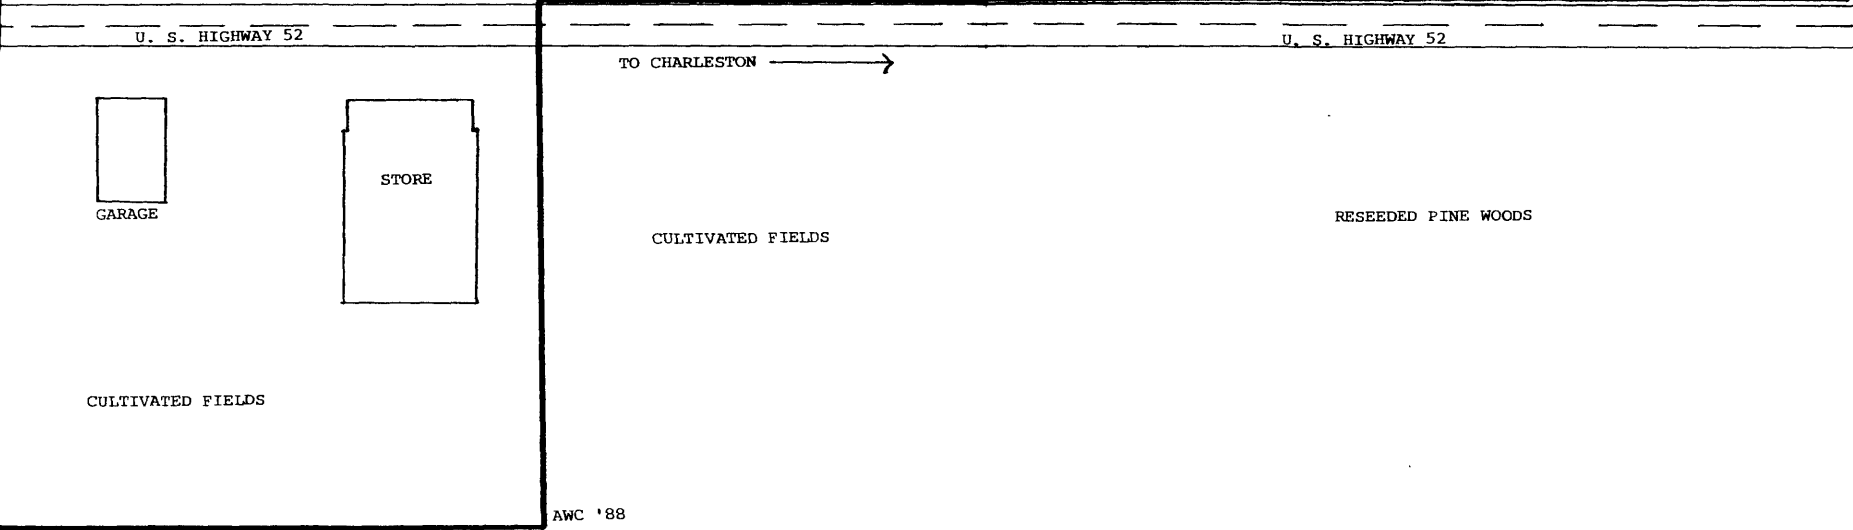 U. S. HIGHWAY 52
U. S. HIGHWAY 52
TO CHARLESTON
STORE
GARAGE
RESEEDED PINE WOODS
CULTIVATED FIELDS
CULTIVATED FIELDS
AWC '88